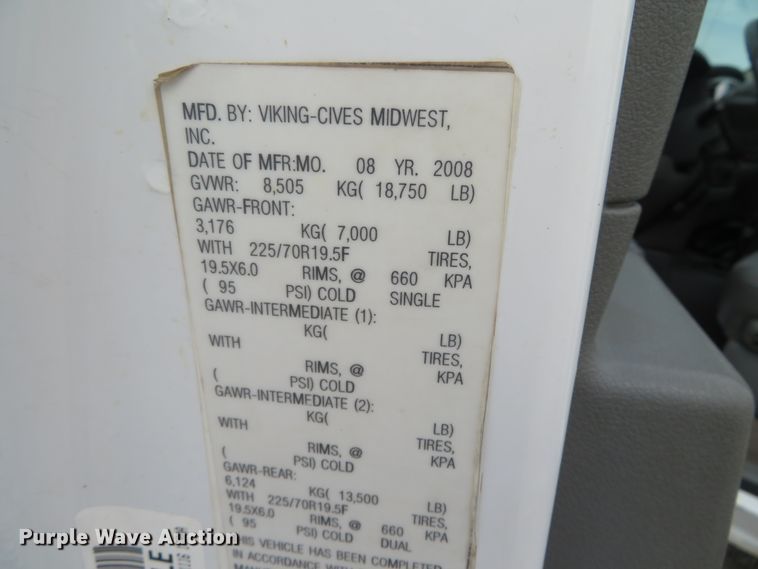 MFD. BY: VIKING-CIVES MIDWEST,
INC.
DATE OF MFR:MO. 08 YR. 2008
GVWR: 8,505 KG( 18,750 LB)
GAWR-FRONT:
3,176 KG( 7,000 LB)
WITH 225/70R19.5F TIRES,
19.5X6.0 RIMS, @ 660 KPA
( 95 PSI) COLD SINGLE
GAWR-INTERMEDIATE (1):
KG( LB)
WITH TIRES,
RIMS, @ KPA
( PSI) COLD
GAWR-INTERMEDIATE (2):
KG( LB)
WITH TIRES,
RIMS, @ KPA
( PSI) COLD
GAWR-REAR:
6,124 KG( 13,500 LB)
WITH 225/70R19.5F TIRES,
19.5X6.0 RIMS, @ 660 KPA
( 95 PSI) COLD DUAL
THIS VEHICLE HAS BEEN COMPLETED
IN ACCORDANCE WITH
Purple Wave Auction